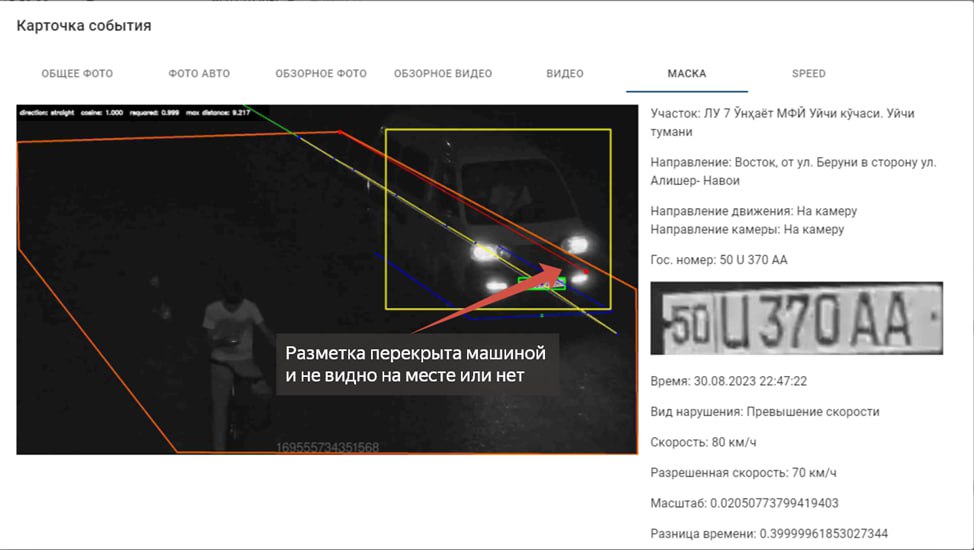 Карточка события
ОБЩЕЕ ФОТО
ФОТО АВТО
ОБЗОРНОЕ ФОТО
ОБЗОРНОЕ ВИДЕО
ВИДЕО
МАСКА
SPEED
direction: straight cosine: 1.000 requared: 0.999 max distance: 9.217
Разметка перекрыта машиной
и не видно на месте или нет
1695557343515​68
Участок: ЛУ 7 Ўнҳаёт МФЙ Уйчи кўчаси. Уйчи
тумани
Направление: Восток, от ул. Беруни в сторону ул.
Алишер- Навои
Направление движения: На камеру
Направление камеры: На камеру
Гос. номер: 50 U 370 AA
50 U 370 AA
Время: 30.08.2023 22:47:22
Вид нарушения: Превышение скорости
Скорость: 80 км/ч
Разрешенная скорость: 70 км/ч
Масштаб: 0.02050773799419403
Разница времени: 0.39999961853027344